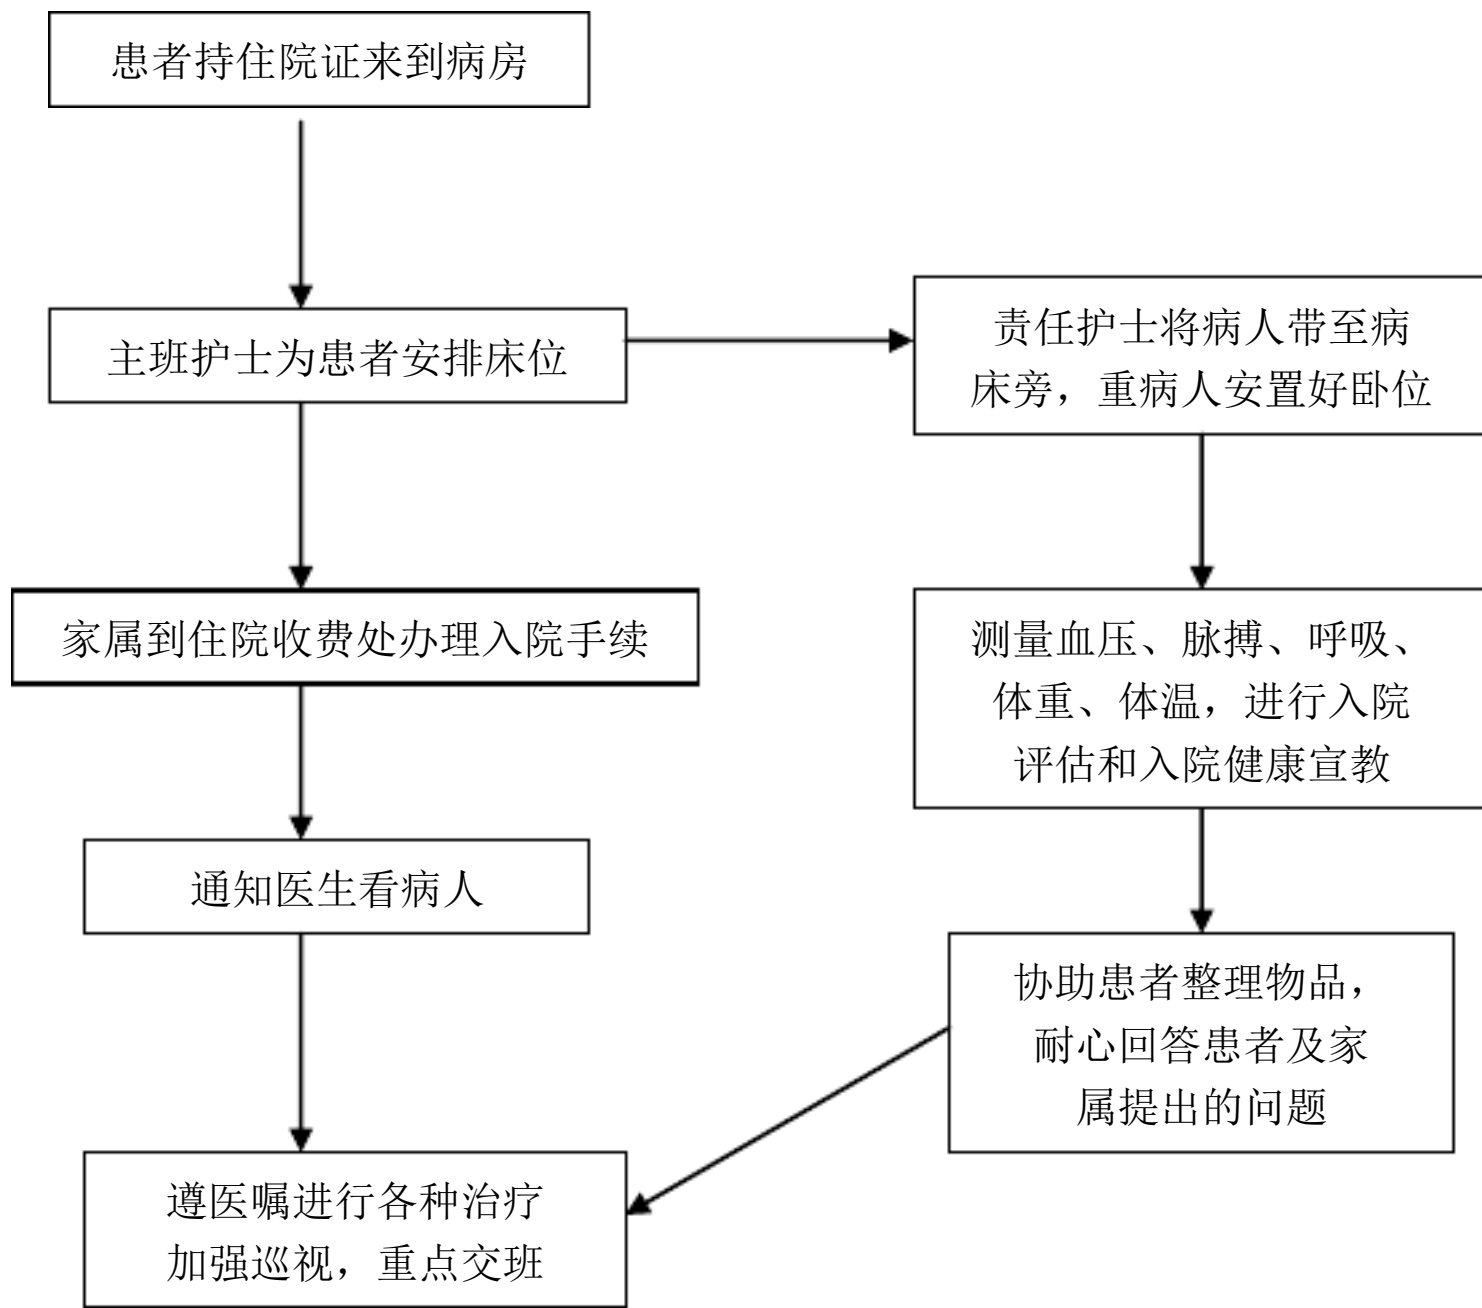 患者持住院证来到病房
主班护士为患者安排床位
责任护士将病人带至病
床旁，重病人安置好卧位
家属到住院收费处办理入院手续
测量血压、脉搏、呼吸、
体重、体温，进行入院
评估和入院健康宣教
通知医生看病人
协助患者整理物品，
耐心回答患者及家
属提出的问题
遵医嘱进行各种治疗
加强巡视，重点交班